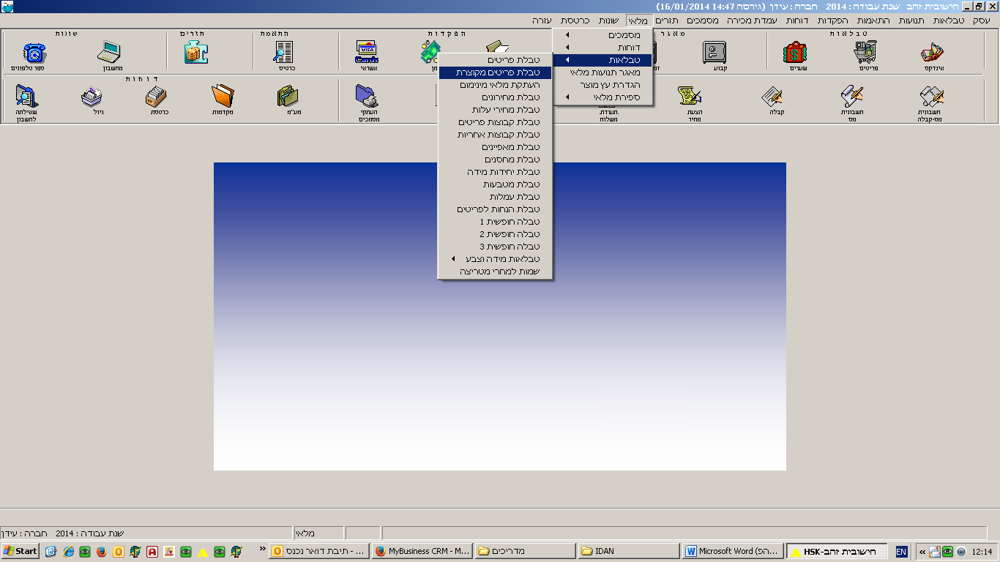 חישובית זהב שנת עבודה : 2014 חברה : עידן (גירסה 14:47 16/01/2014)
עסק טבלאות תנועות התאמות הפקדות דוחות עמדת מכירה מסמכים תזרים מלאי שונות כרטסת עזרה
טבלאות
מאגר
הפקדות
התאמת
תזרים
שונות
אינדקס
פריטים
שערים
קבוע
אשראי
כרטיס
מחשבון
ספר טלפונים
דוחות
חשבונית מס-קבלה
חשבונית מס
קבלה
הצעת מחיר
תעודת משלוח
העתקי מסמכים
מע"מ
מקדמות
כרטסת
גיול
שאילתה לחשבון
מסמכים
דוחות
טבלאות
מאגר תנועות מלאי
הגדרת עץ מוצר
ספירת מלאי
טבלת פריטים
טבלת פריטים מקוצרת
העתקת מלאי מינימום
טבלת מחירונים
טבלת מחירי עלות
טבלת קבוצות פריטים
טבלת קבוצות אחריות
טבלת מאפיינים
טבלת מחסנים
טבלת יחידות מידה
טבלת מטבעות
טבלת עמלות
טבלת הנחות לפריטים
טבלה חופשית 1
טבלה חופשית 2
טבלה חופשית 3
טבלאות מידה וצבע
שמות למחרי מטריצה
שנת עבודה : 2014 חברה : עידן
מלאי
Start
תיבת דואר נכנס - ...
MyBusiness CRM - M...
מדריכים
IDAN
Microsoft Word (הפ...
HSK-חישובית זהב
EN
12:14